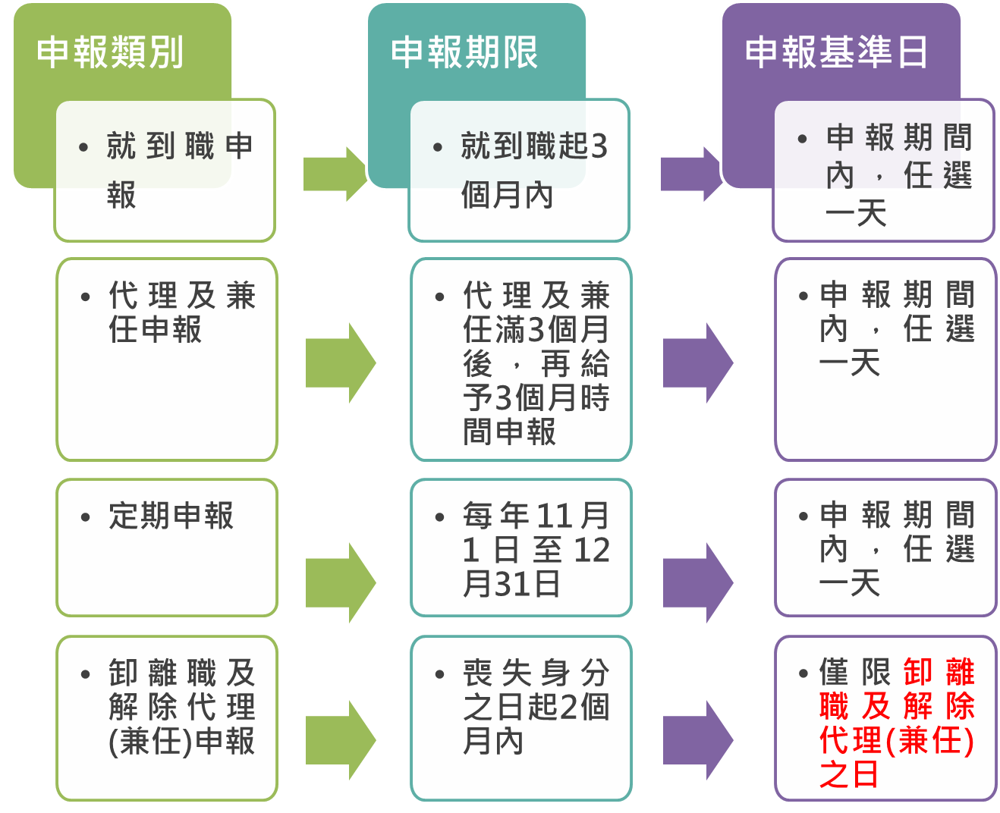 申報類別
申報期限
申報基準日
• 就到職申
報
• 就到職起3
個月內
• 申報期間
內，任選
一天
• 代理及兼
任申報
• 代理及兼
任滿3個月
後，再給
予3個月時
間申報
• 申報期間
內，任選
一天
• 定期申報
• 每年11月
1日至12
月31日
• 申報期間
內，任選
一天
• 卸離職及
解除代理
(兼任)申報
• 喪失身分
之日起2個
月內
• 僅限卸離
職及解除
代理(兼任)
之日